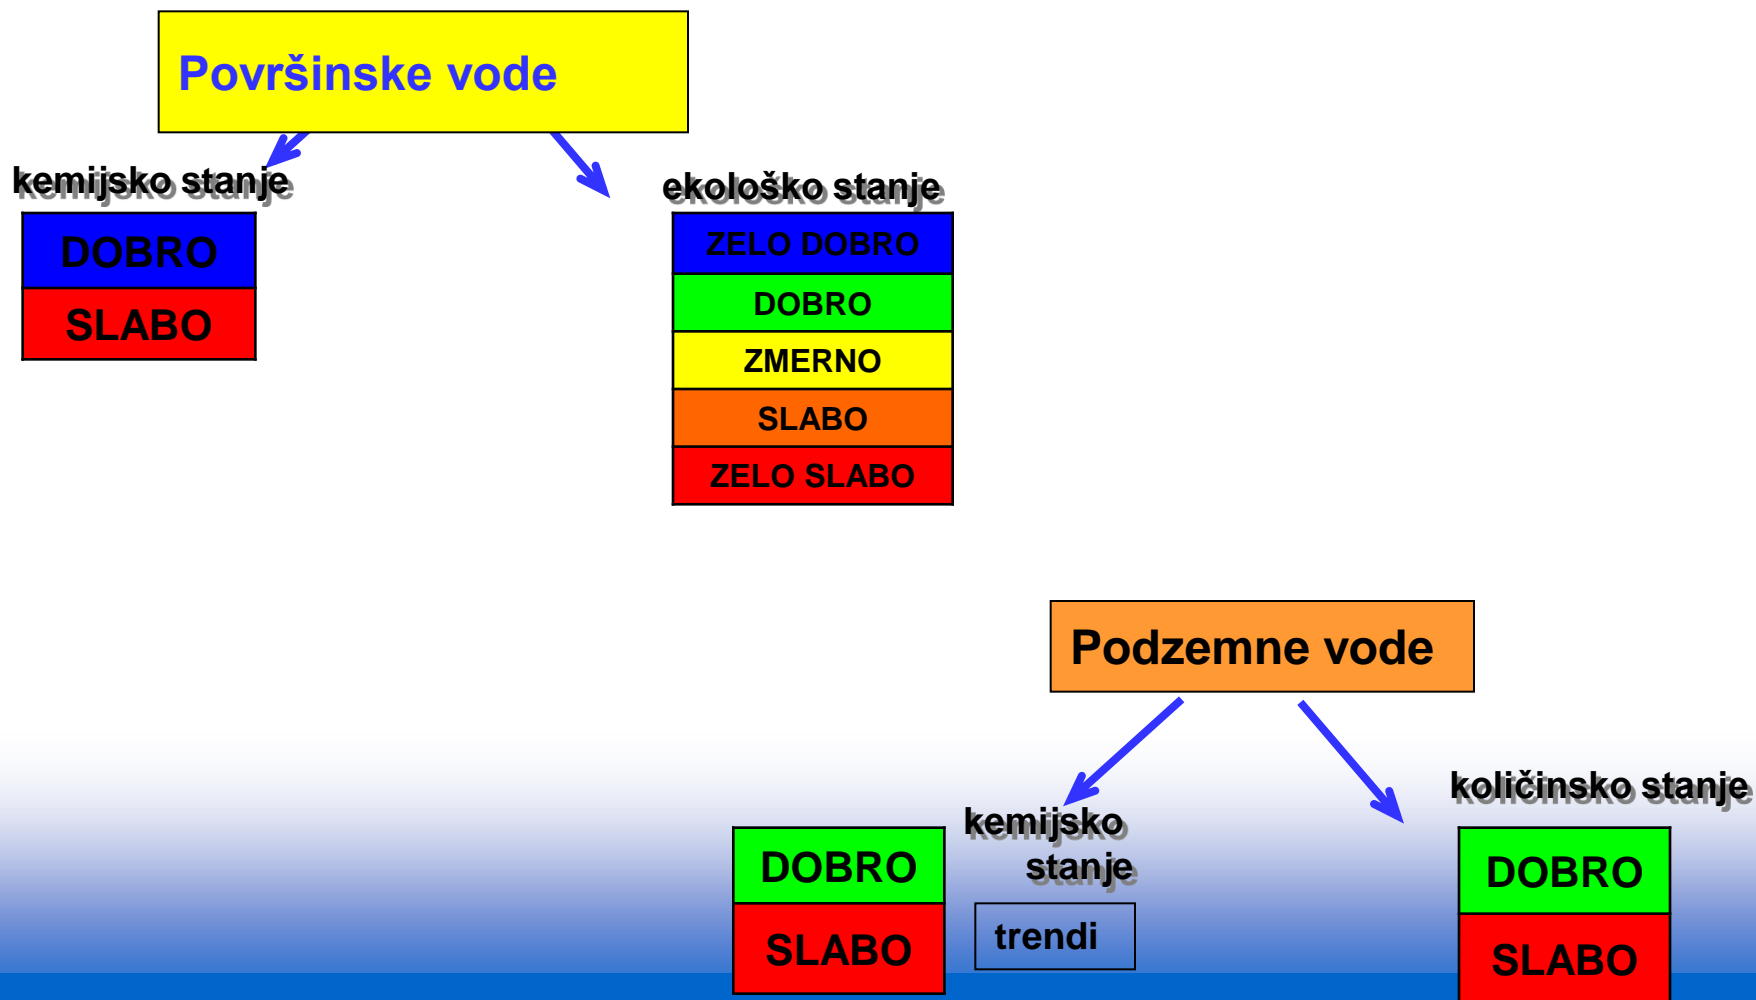 Površinske vode
kemijsko stanje
DOBRO
SLABO
ekološko stanje
ZELO DOBRO
DOBRO
ZMERNO
SLABO
ZELO SLABO
Podzemne vode
kemijsko
stanje
DOBRO
SLABO
trendi
količinsko stanje
DOBRO
SLABO